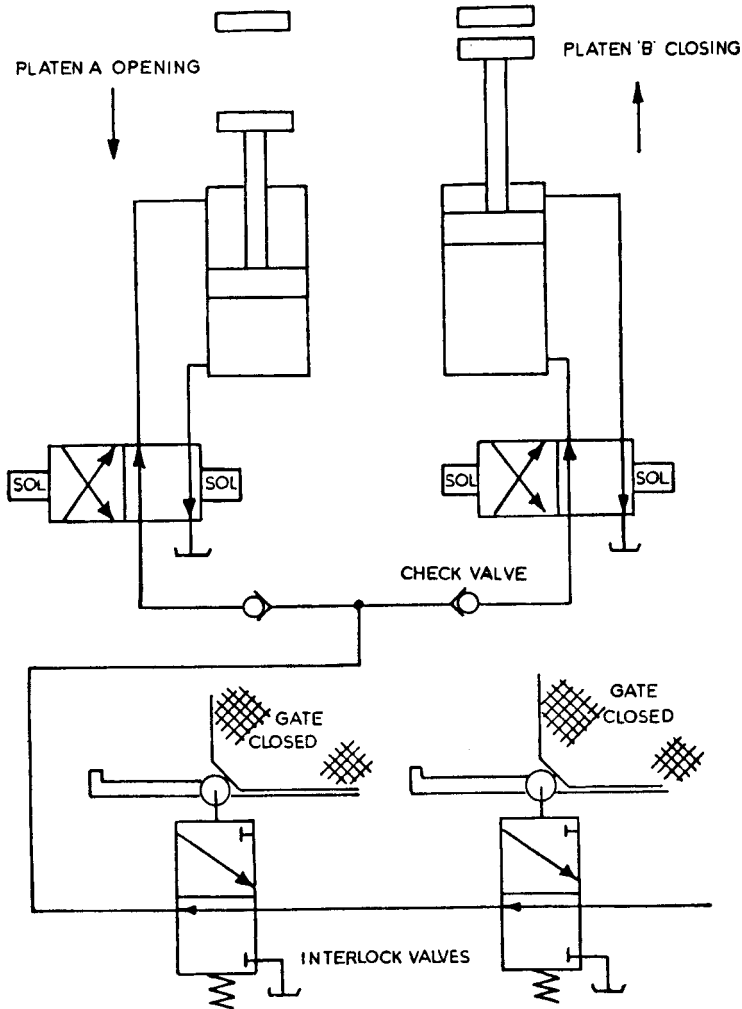 PLATEN A OPENING
PLATEN 'B' CLOSING
SOL
SOL
SOL
SOL
CHECK VALVE
GATE
CLOSED
GATE
CLOSED
INTERLOCK VALVES